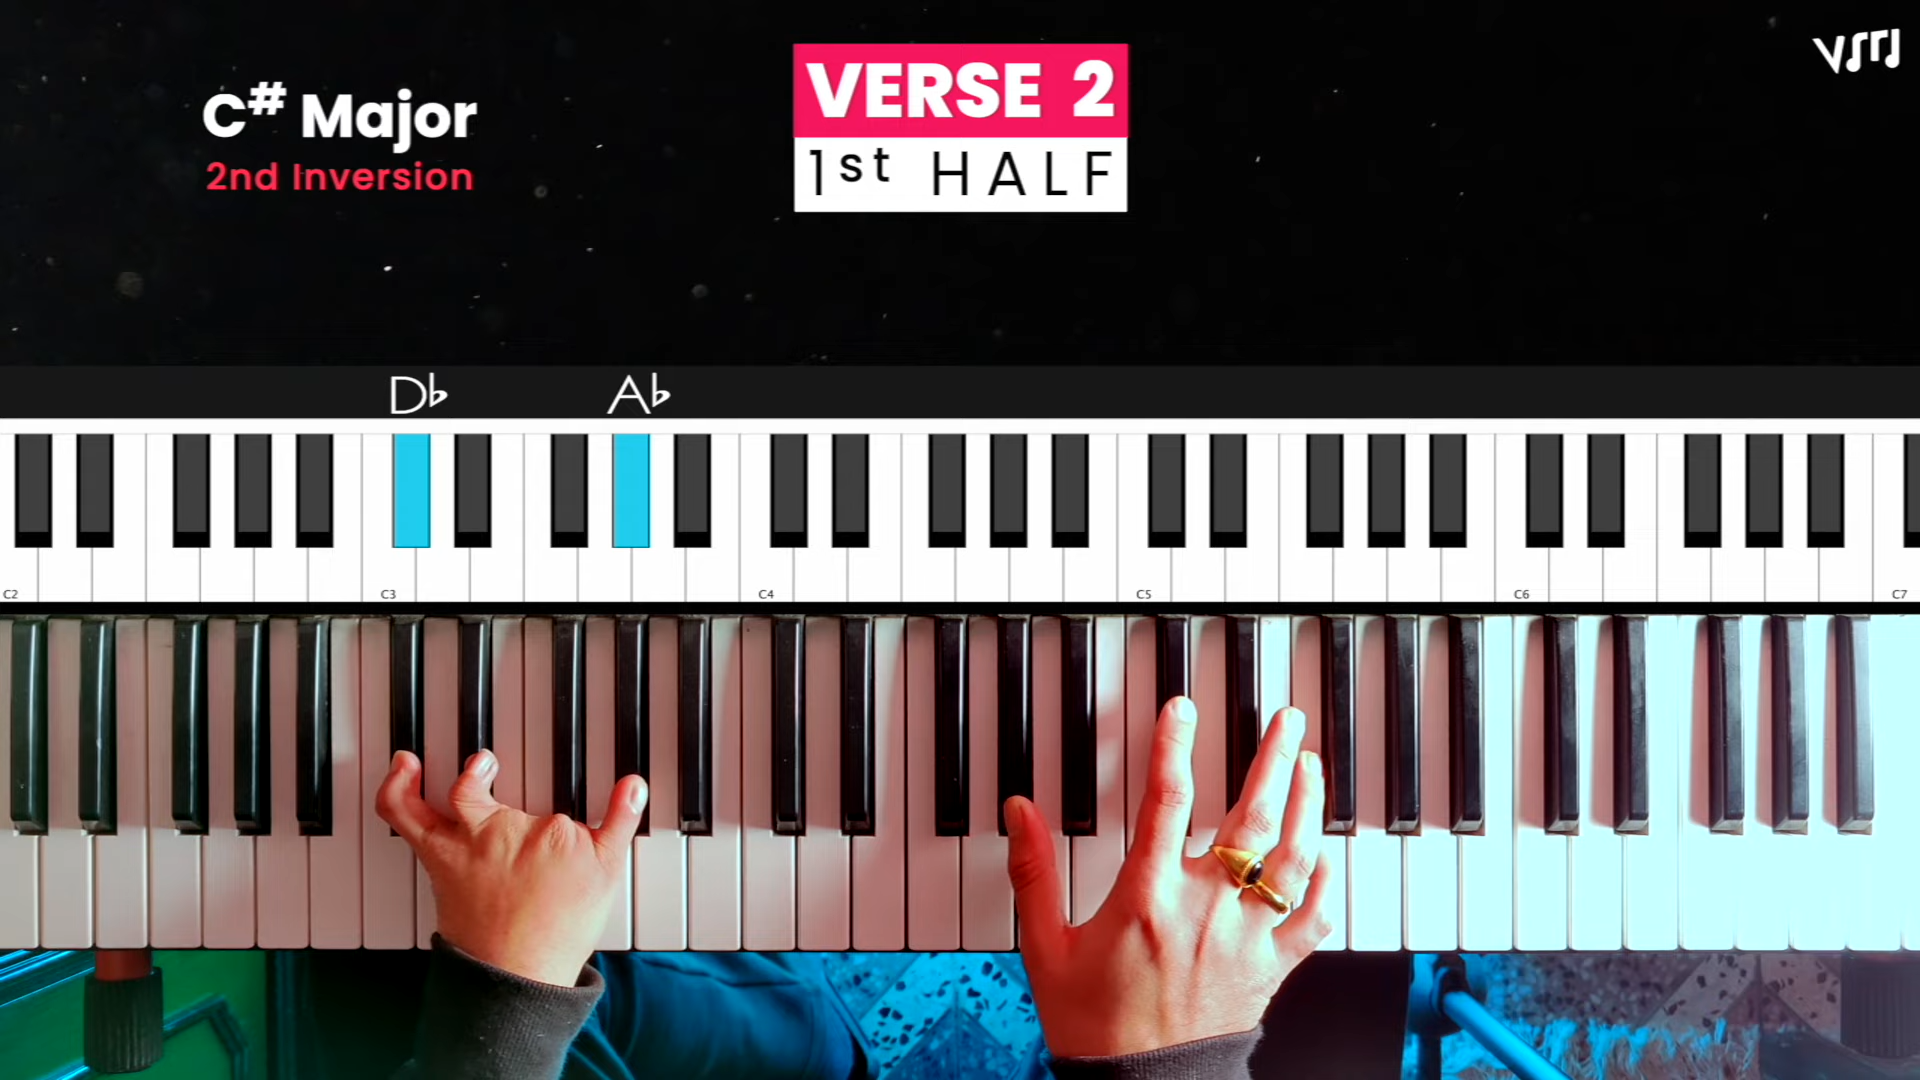 C# Major
2nd Inversion
VERSE 2
1st HALF
Db Ab
C2 C3 C4 C5 C6 C7